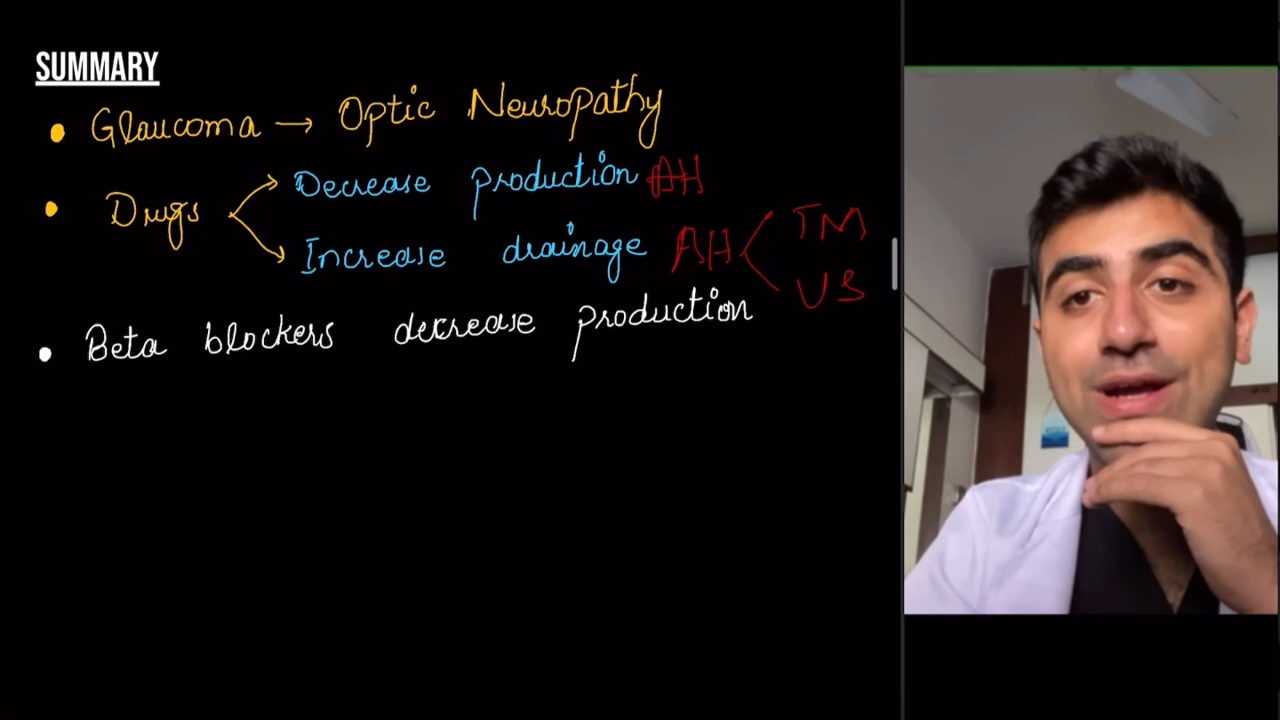 SUMMARY
• Glaucoma → Optic Neuropathy
• Drugs
Decrease production AH
Increase drainage AH
TM
US
• Beta blockers decrease production